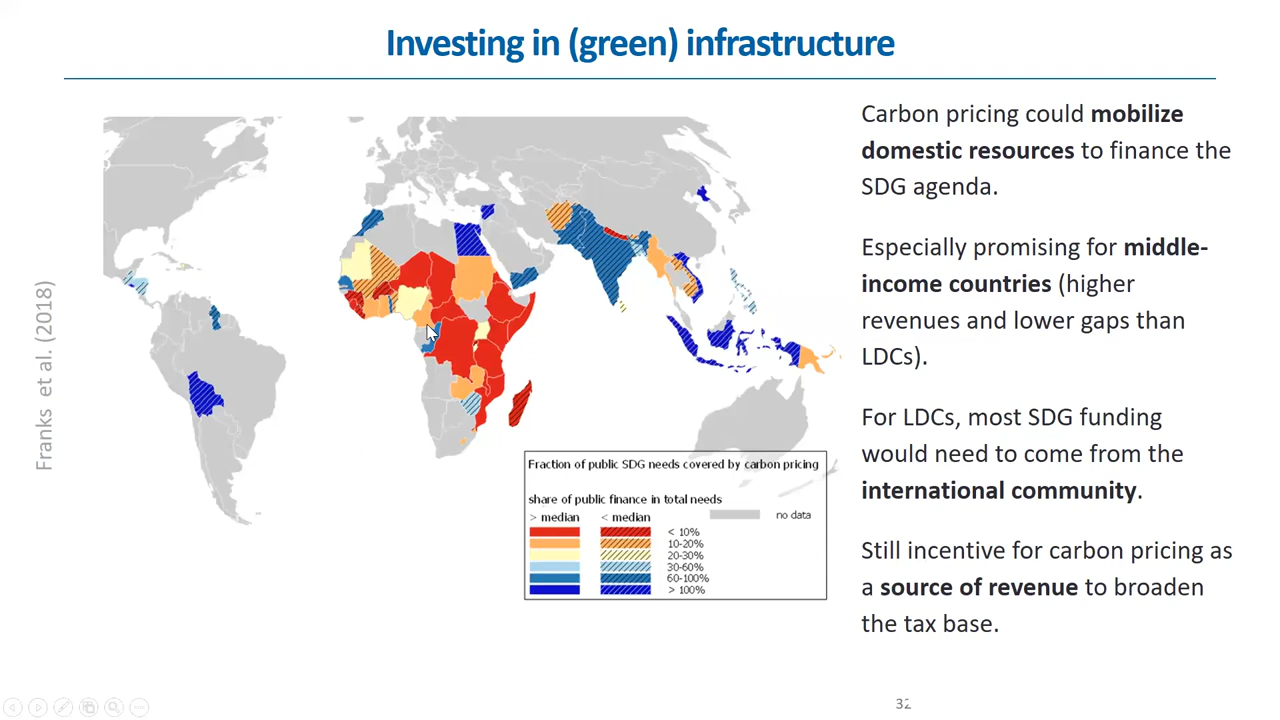 Investing in (green) infrastructure
Franks et al. (2018)
Carbon pricing could mobilize
domestic resources to finance the
SDG agenda.
Especially promising for middle-
income countries (higher
revenues and lower gaps than
LDCs).
For LDCs, most SDG funding
would need to come from the
international community.
Still incentive for carbon pricing as
a source of revenue to broaden
the tax base.
Fraction of public SDG needs covered by carbon pricing
share of public finance in total needs
> median < median no data
< 10%
10-20%
20-30%
30-60%
60-100%
> 100%
32